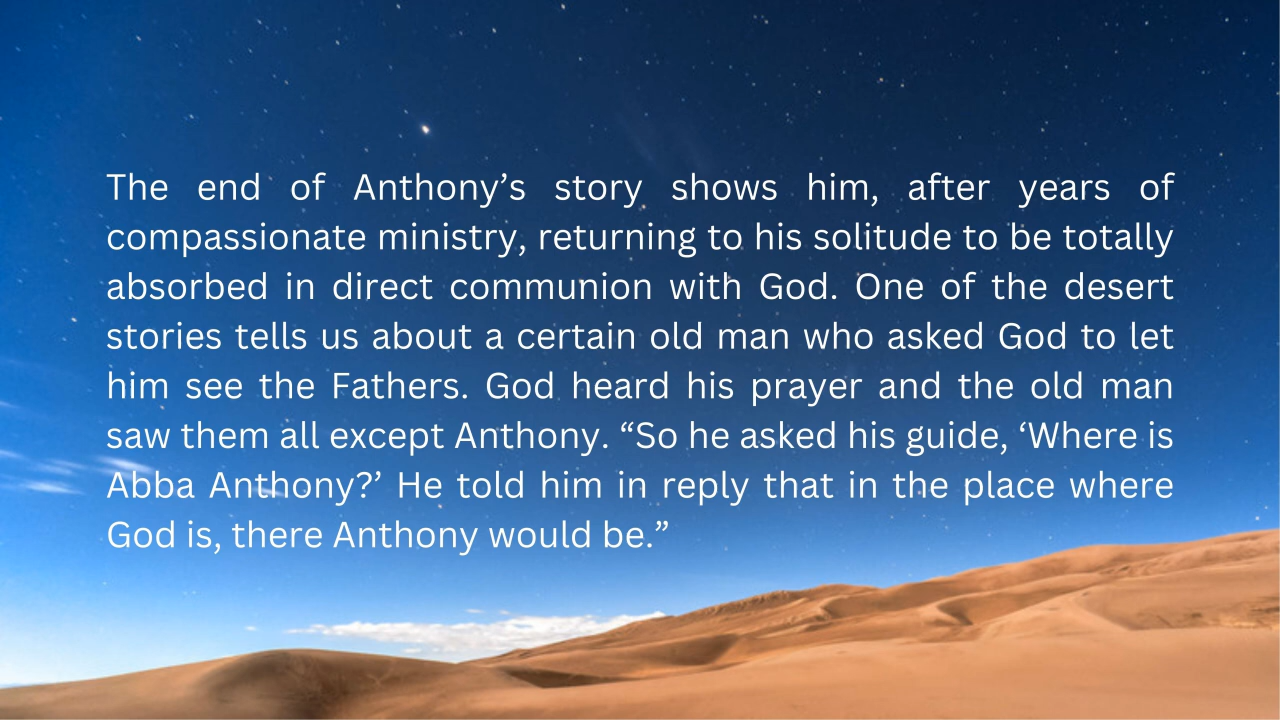 The end of Anthony’s story shows him, after years of
compassionate ministry, returning to his solitude to be totally
absorbed in direct communion with God. One of the desert
stories tells us about a certain old man who asked God to let
him see the Fathers. God heard his prayer and the old man
saw them all except Anthony. “So he asked his guide, ‘Where is
Abba Anthony?’ He told him in reply that in the place where
God is, there Anthony would be.”